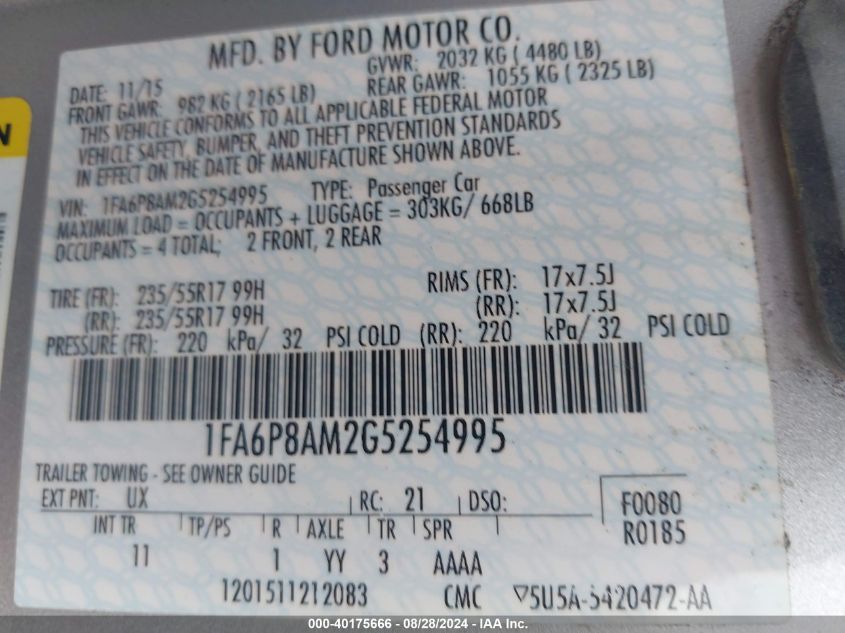 MFD. BY FORD MOTOR CO.
DATE: 11/15 GVWR: 2032 KG ( 4480 LB)
FRONT GAWR: 982 KG ( 2165 LB) REAR GAWR: 1055 KG ( 2325 LB)
THIS VEHICLE CONFORMS TO ALL APPLICABLE FEDERAL MOTOR
VEHICLE SAFETY, BUMPER, AND THEFT PREVENTION STANDARDS
IN EFFECT ON THE DATE OF MANUFACTURE SHOWN ABOVE.
VIN: 1FA6P8AM2G5254995 TYPE: Passenger Car
MAXIMUM LOAD = OCCUPANTS + LUGGAGE = 303KG/ 668LB
OCCUPANTS = 4 TOTAL; 2 FRONT, 2 REAR
TIRE (FR): 235/55R17 99H RIMS (FR): 17x7.5J
(RR): 235/55R17 99H (RR): 17x7.5J
PRESSURE (FR): 220 kPa/ 32 PSI COLD (RR): 220 kPa/ 32 PSI COLD
1FA6P8AM2G5254995
TRAILER TOWING - SEE OWNER GUIDE
EXT PNT: UX RC: 21 DSO: F0080
INT TR TP/PS R AXLE TR SPR R0185
11 1 YY 3 AAAA
1201511212083 CMC 5U5A-5420472-AA
N
000-40175666 - 08/28/2024 - IAA Inc.